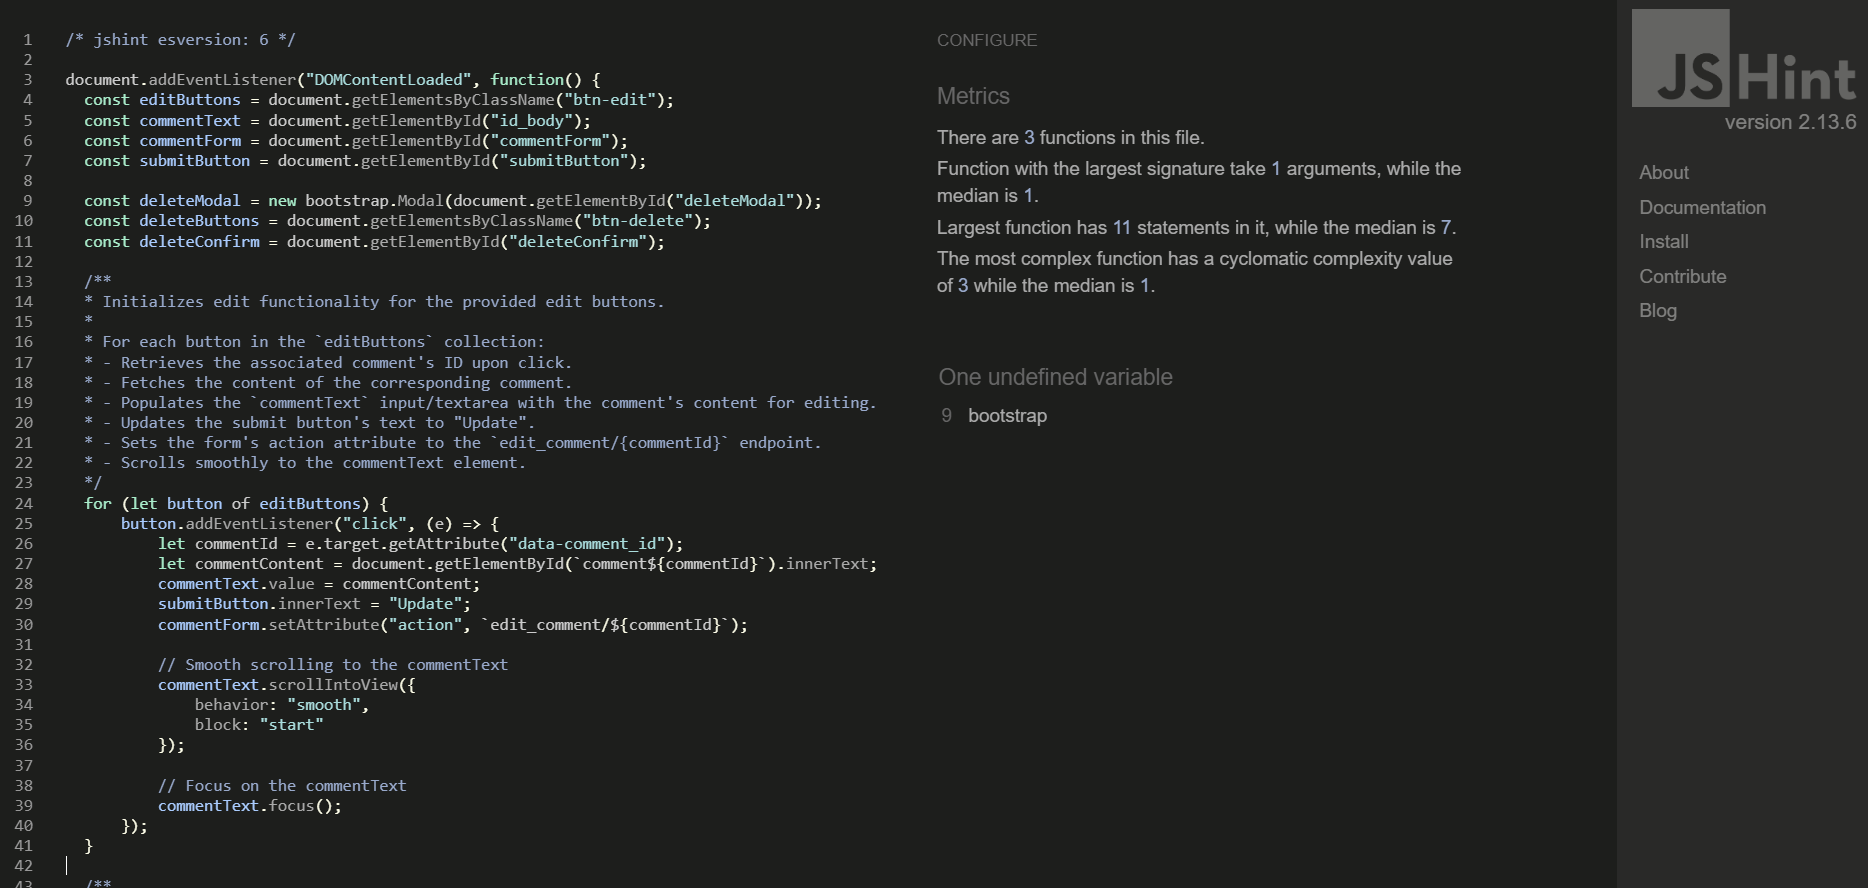 1 /* jshint esversion: 6 */
2
3 document.addEventListener("DOMContentLoaded", function() {
4 const editButtons = document.getElementsByClassName("btn-edit");
5 const commentText = document.getElementById("id_body");
6 const commentForm = document.getElementById("commentForm");
7 const submitButton = document.getElementById("submitButton");
8
9 const deleteModal = new bootstrap.Modal(document.getElementById("deleteModal"));
10 const deleteButtons = document.getElementsByClassName("btn-delete");
11 const deleteConfirm = document.getElementById("deleteConfirm");
12
13 /**
14 * Initializes edit functionality for the provided edit buttons.
15 *
16 * For each button in the `editButtons` collection:
17 * - Retrieves the associated comment's ID upon click.
18 * - Fetches the content of the corresponding comment.
19 * - Populates the `commentText` input/textarea with the comment's content for editing.
20 * - Updates the submit button's text to "Update".
21 * - Sets the form's action attribute to the `edit_comment/{commentId}` endpoint.
22 * - Scrolls smoothly to the commentText element.
23 */
24 for (let button of editButtons) {
25 button.addEventListener("click", (e) => {
26 let commentId = e.target.getAttribute("data-comment_id");
27 let commentContent = document.getElementById(`comment${commentId}`).innerText;
28 commentText.value = commentContent;
29 submitButton.innerText = "Update";
30 commentForm.setAttribute("action", `edit_comment/${commentId}`);
31
32 // Smooth scrolling to the commentText
33 commentText.scrollIntoView({
34 behavior: "smooth",
35 block: "start"
36 });
37
38 // Focus on the commentText
39 commentText.focus();
40 });
41 }
42
43 /**
CONFIGURE
Metrics
There are 3 functions in this file.
Function with the largest signature take 1 arguments, while the
median is 1.
Largest function has 11 statements in it, while the median is 7.
The most complex function has a cyclomatic complexity value
of 3 while the median is 1.
One undefined variable
9 bootstrap
JSHint
version 2.13.6
About
Documentation
Install
Contribute
Blog